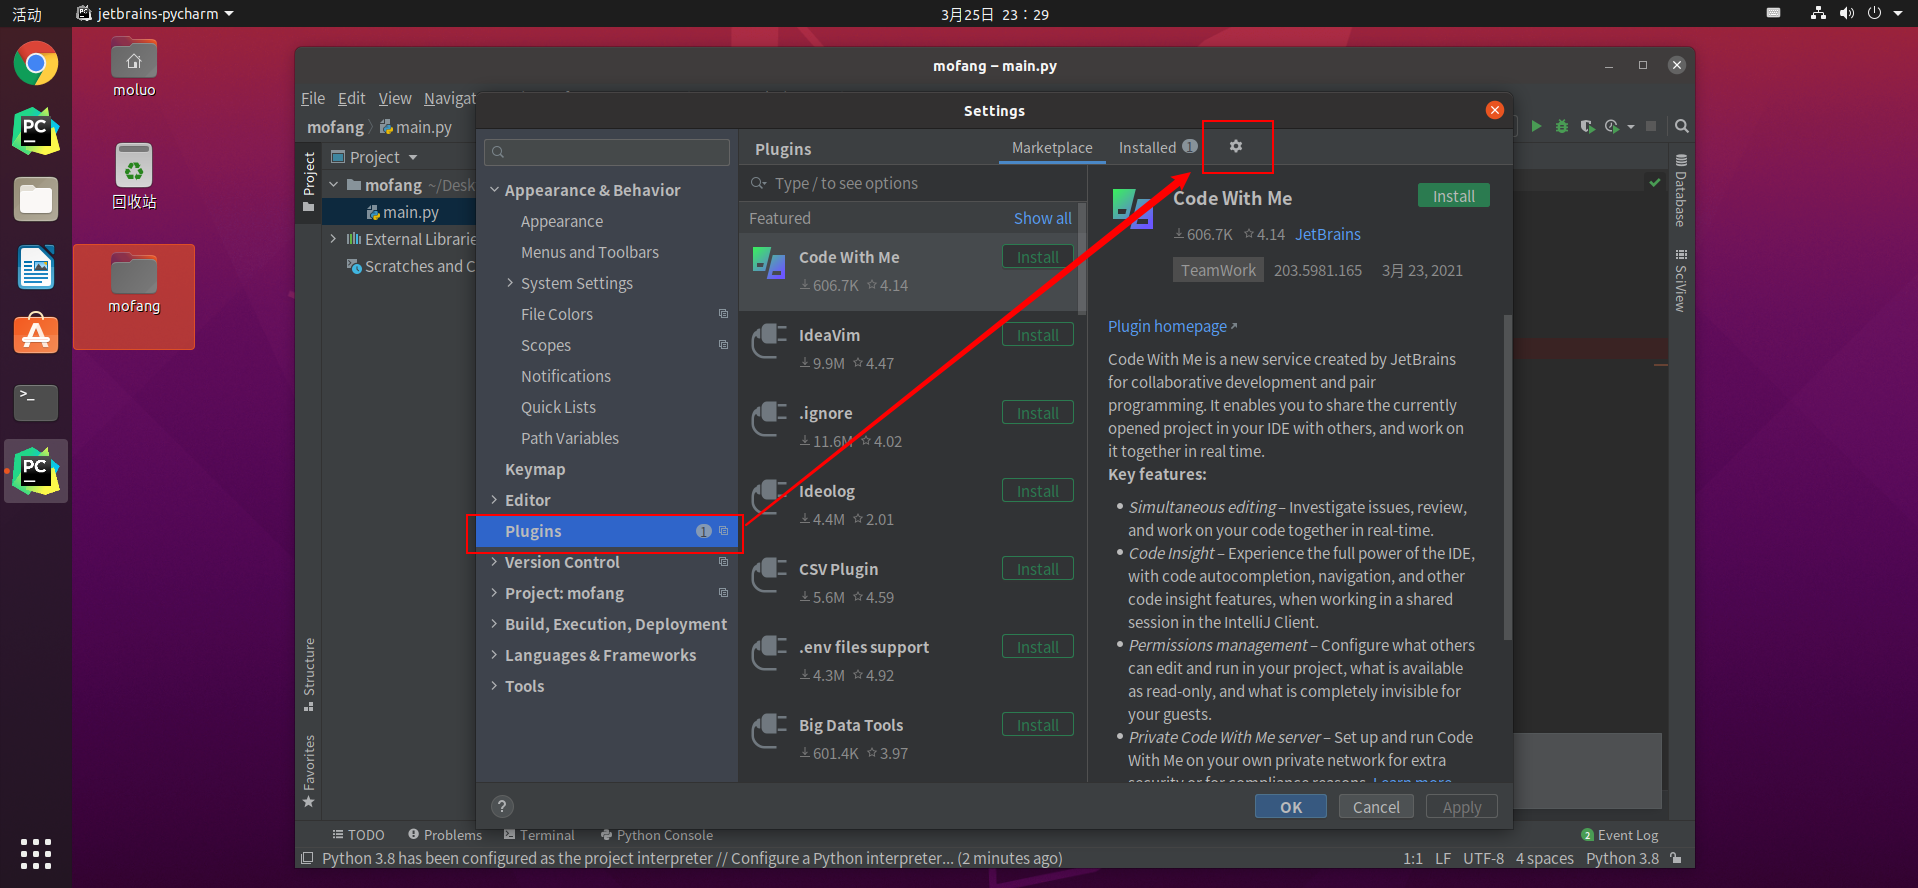 活动
jetbrains-pycharm
3月25日 23：29
moluo
回收站
mofang
mofang – main.py
File Edit View Navigat
mofang main.py
Project
Project
mofang ~/Desk
main.py
External Librarie
Scratches and C
Structure
Favorites
Database
SciView
Settings
Appearance & Behavior
Appearance
Menus and Toolbars
System Settings
File Colors
Scopes
Notifications
Quick Lists
Path Variables
Keymap
Editor
Plugins 1
Version Control
Project: mofang
Build, Execution, Deployment
Languages & Frameworks
Tools
Plugins
Marketplace
Installed 1
Type / to see options
Featured Show all
Code With Me Install
606.7K 4.14
IdeaVim Install
9.9M 4.47
.ignore Install
11.6M 4.02
Ideolog Install
4.4M 2.01
CSV Plugin Install
5.6M 4.59
.env files support Install
4.3M 4.92
Big Data Tools Install
601.4K 3.97
Code With Me Install
606.7K 4.14 JetBrains
TeamWork 203.5981.165 3月 23, 2021
Plugin homepage
Code With Me is a new service created by JetBrains
for collaborative development and pair
programming. It enables you to share the currently
opened project in your IDE with others, and work on
it together in real time.
Key features:
• Simultaneous editing – Investigate issues, review,
and work on your code together in real-time.
• Code Insight – Experience the full power of the IDE,
with code autocompletion, navigation, and other
code insight features, when working in a shared
session in the IntelliJ Client.
• Permissions management – Configure what others
can edit and run in your project, what is available
as read-only, and what is completely invisible for
your guests.
• Private Code With Me server – Set up and run Code
With Me on your own private network for extra
security or for compliance reasons. Learn more
?
OK Cancel Apply
TODO Problems Terminal Python Console
2 Event Log
Python 3.8 has been configured as the project interpreter // Configure a Python interpreter... (2 minutes ago)
1:1 LF UTF-8 4 spaces Python 3.8